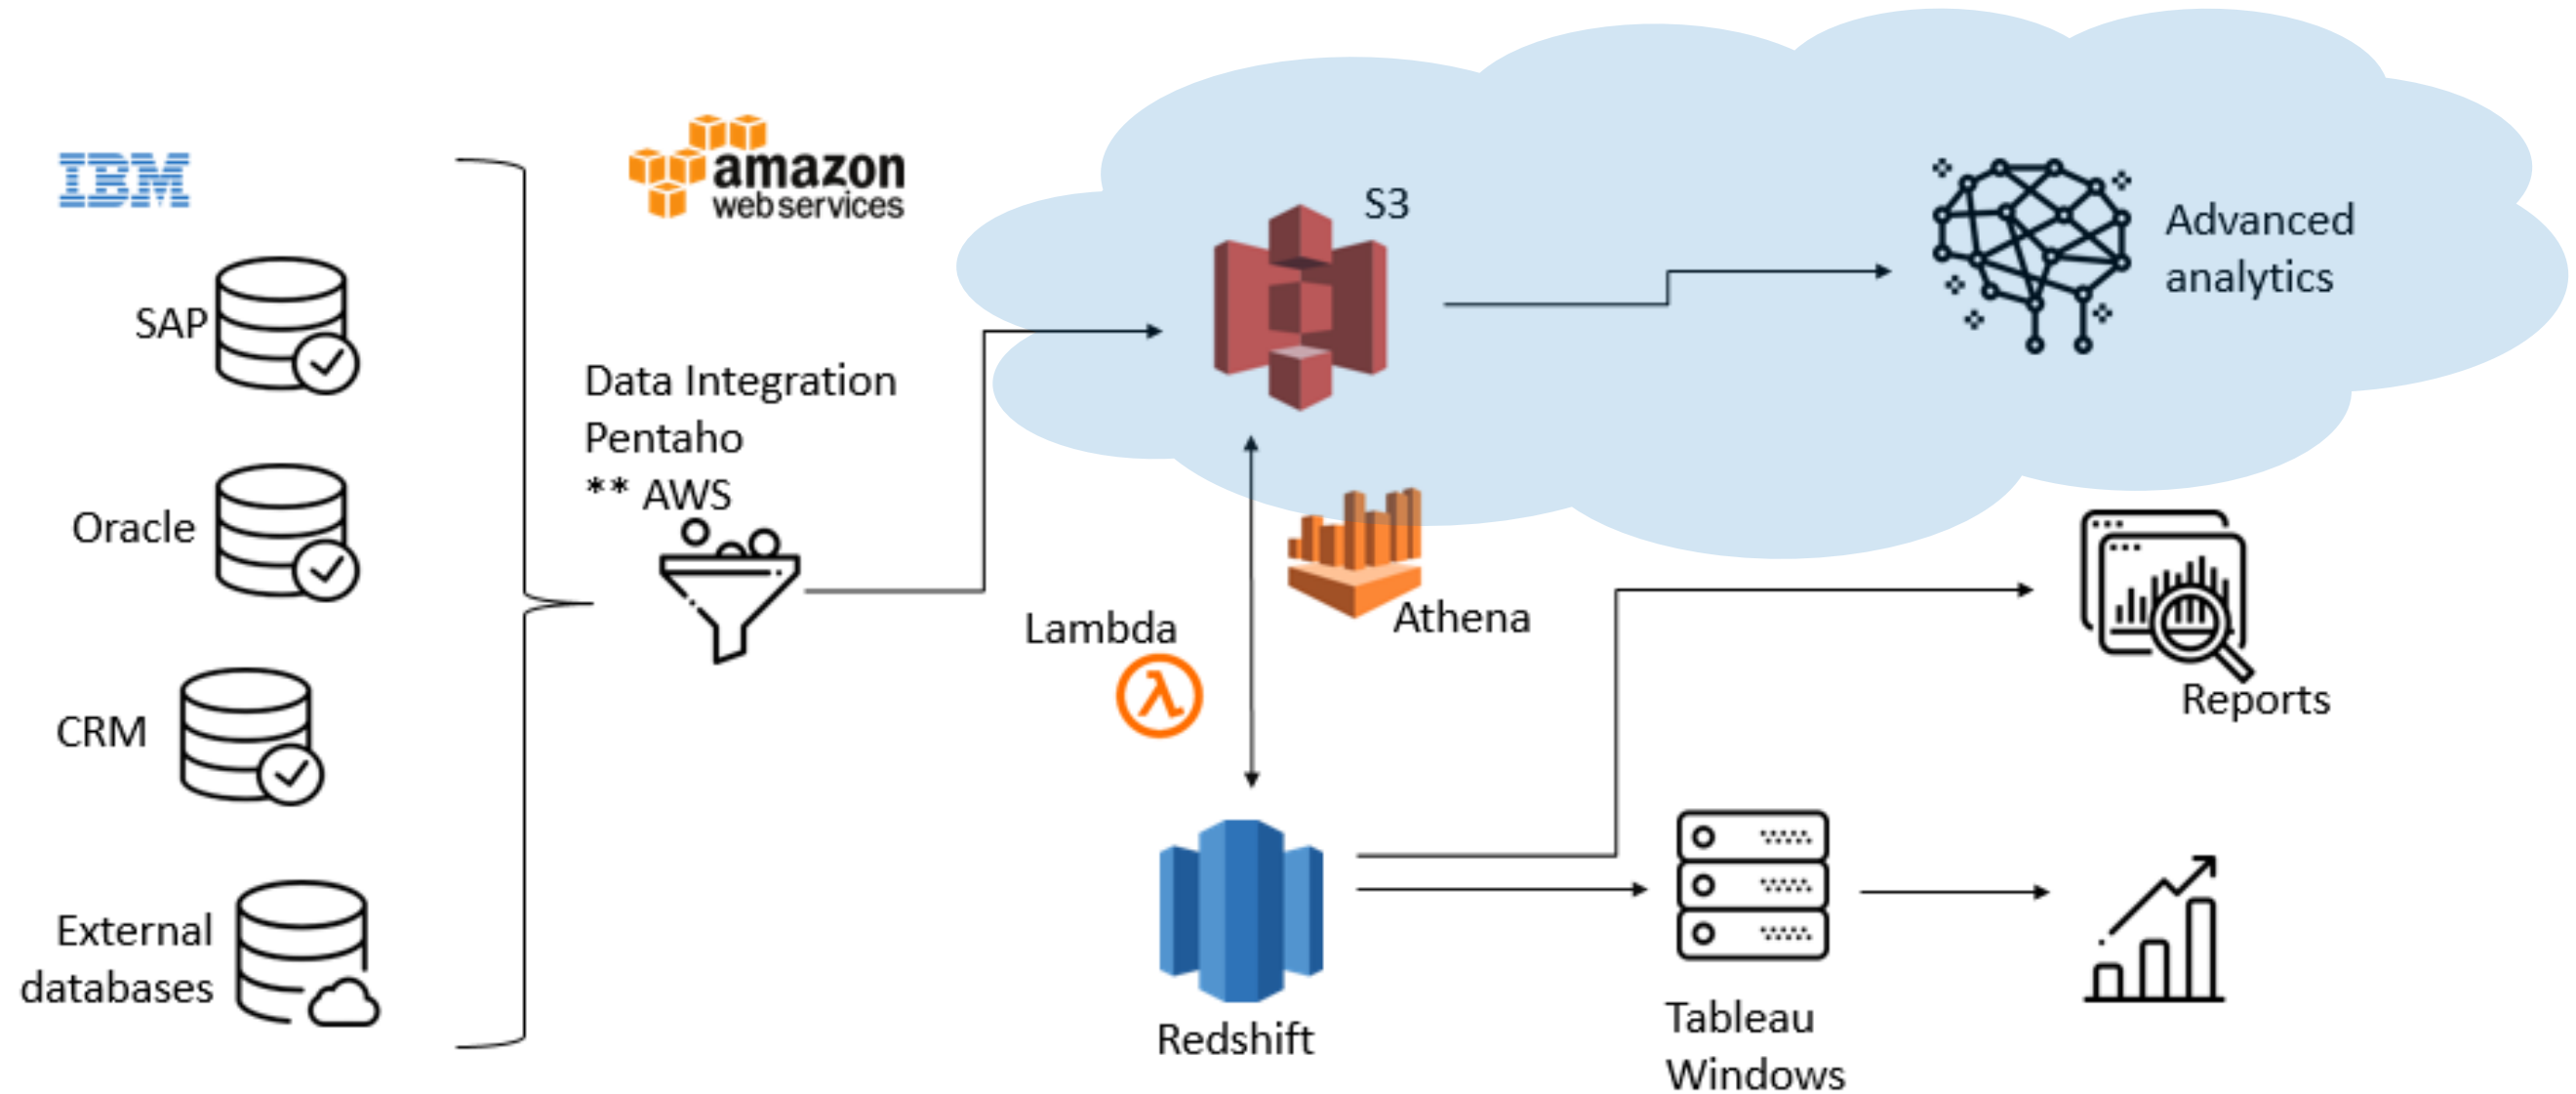 IBM
SAP
Oracle
CRM
External
databases
amazon
web services
Data Integration
Pentaho
** AWS
S3
Advanced
analytics
Lambda
λ
Athena
Reports
Redshift
Tableau
Windows